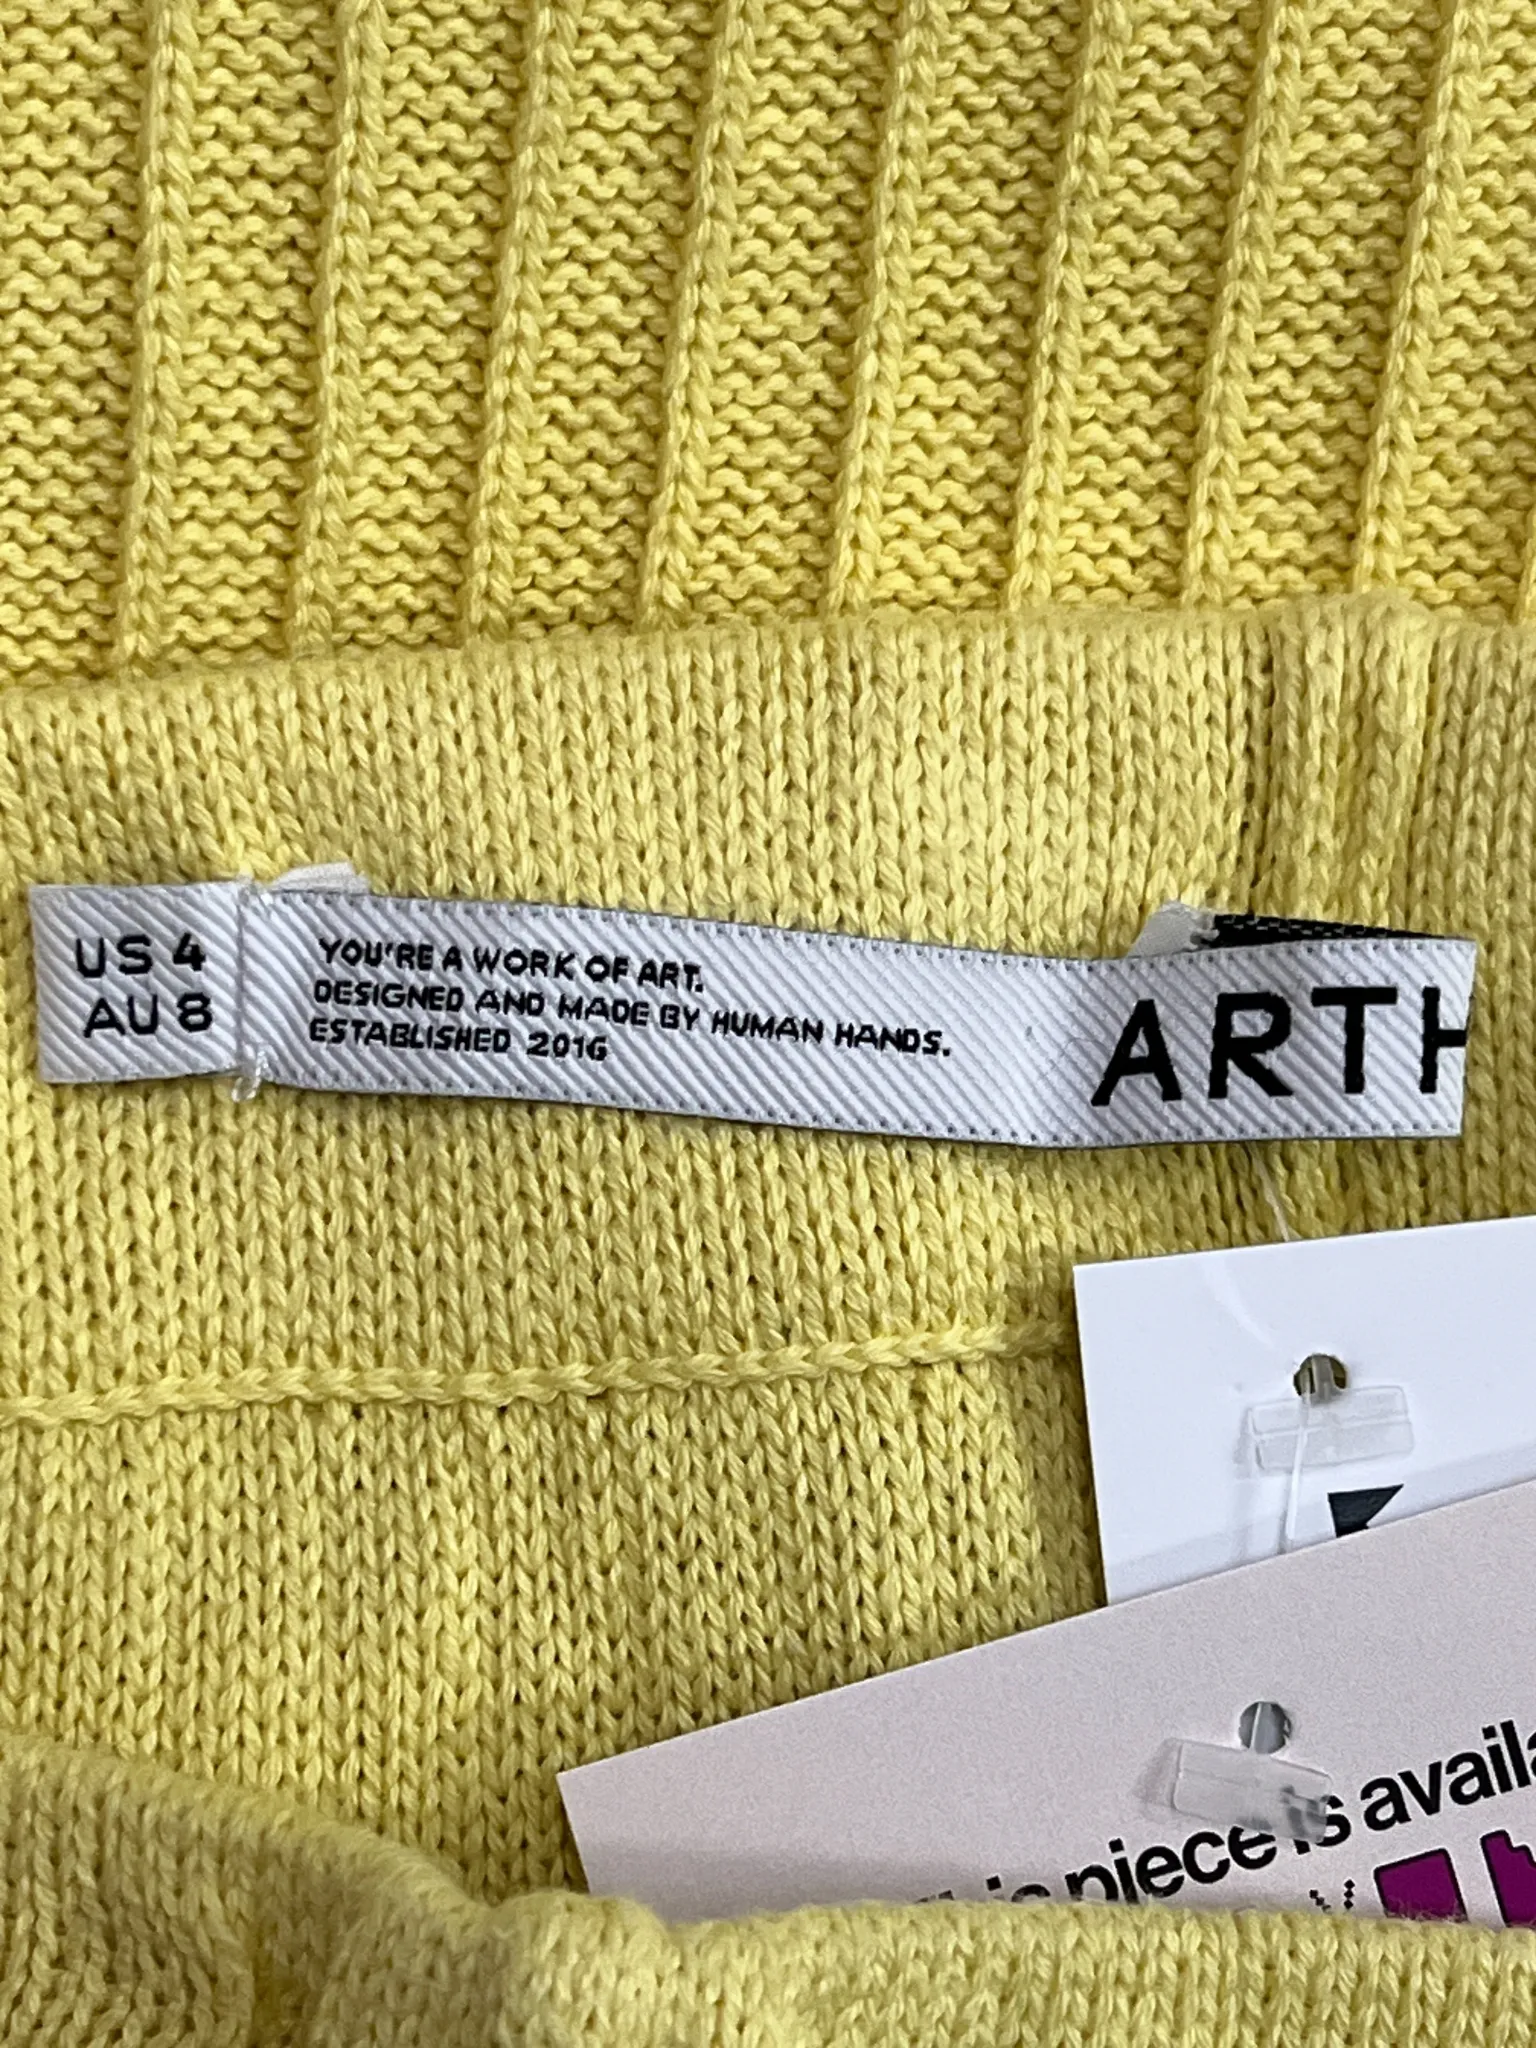 US 4
AU 8
YOU'RE A WORK OF ART.
DESIGNED AND MADE BY HUMAN HANDS.
ESTABLISHED 2016
ARTH
This piece is availa